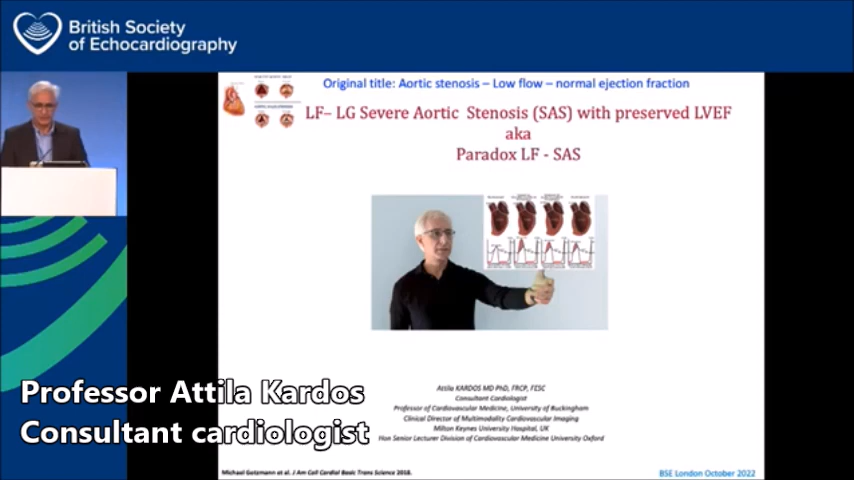 British Society
of Echocardiography
Original title: Aortic stenosis – Low flow – normal ejection fraction
LF– LG Severe Aortic Stenosis (SAS) with preserved LVEF
aka
Paradox LF - SAS
Attila KARDOS MD PhD, FRCP, FESC
Consultant Cardiologist
Professor of Cardiovascular Medicine, University of Buckingham
Clinical Director of Multimodality Cardiovascular Imaging
Milton Keynes University Hospital, UK
Hon Senior Lecturer Division of Cardiovascular Medicine University Oxford
Professor Attila Kardos
Consultant cardiologist
Michael Gotzmann et al. J Am Coll Cardiol Basic Trans Science 2018.
BSE London October 2022